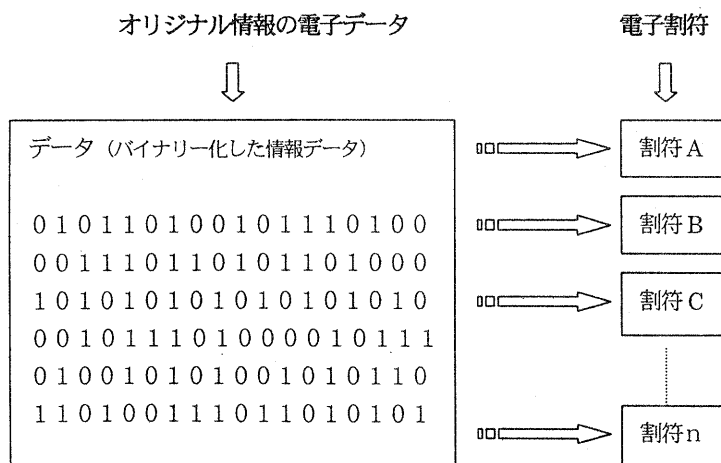 オリジナル情報の電子データ
電子割符
データ（バイナリー化した情報データ）
0 1 0 1 1 0 1 0 0 1 0 1 1 1 0 1 0 0
0 0 1 1 1 0 1 1 0 1 0 1 1 0 1 0 0 0
1 0 1 0 1 0 1 0 1 0 1 0 1 0 1 0 1 0
0 0 1 0 1 1 1 0 1 0 0 0 0 1 0 1 1 1
0 1 0 0 1 0 1 0 1 0 0 1 0 1 0 1 1 0
1 1 0 1 0 0 1 1 1 0 1 1 0 1 0 1 0 1
割符A
割符B
割符C
割符n